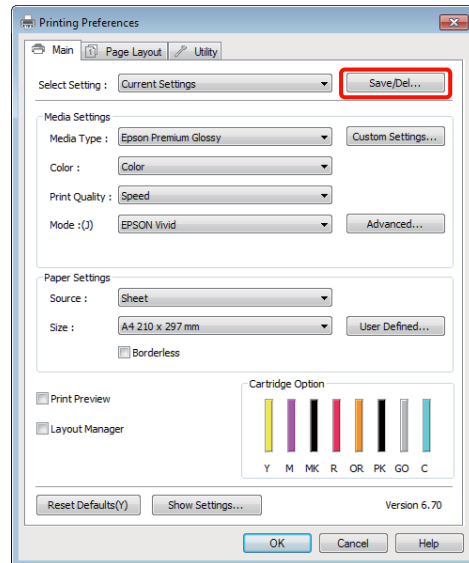 Printing Preferences
Main Page Layout Utility
Select Setting : Current Settings Save/Del...
Media Settings
Media Type : Epson Premium Glossy Custom Settings...
Color : Color
Print Quality : Speed
Mode :(J) EPSON Vivid Advanced...
Paper Settings
Source : Sheet
Size : A4 210 x 297 mm User Defined...
Borderless
Print Preview
Layout Manager
Cartridge Option
Y M MK R OR PK GO C
Reset Defaults(Y) Show Settings... Version 6.70
OK Cancel Help